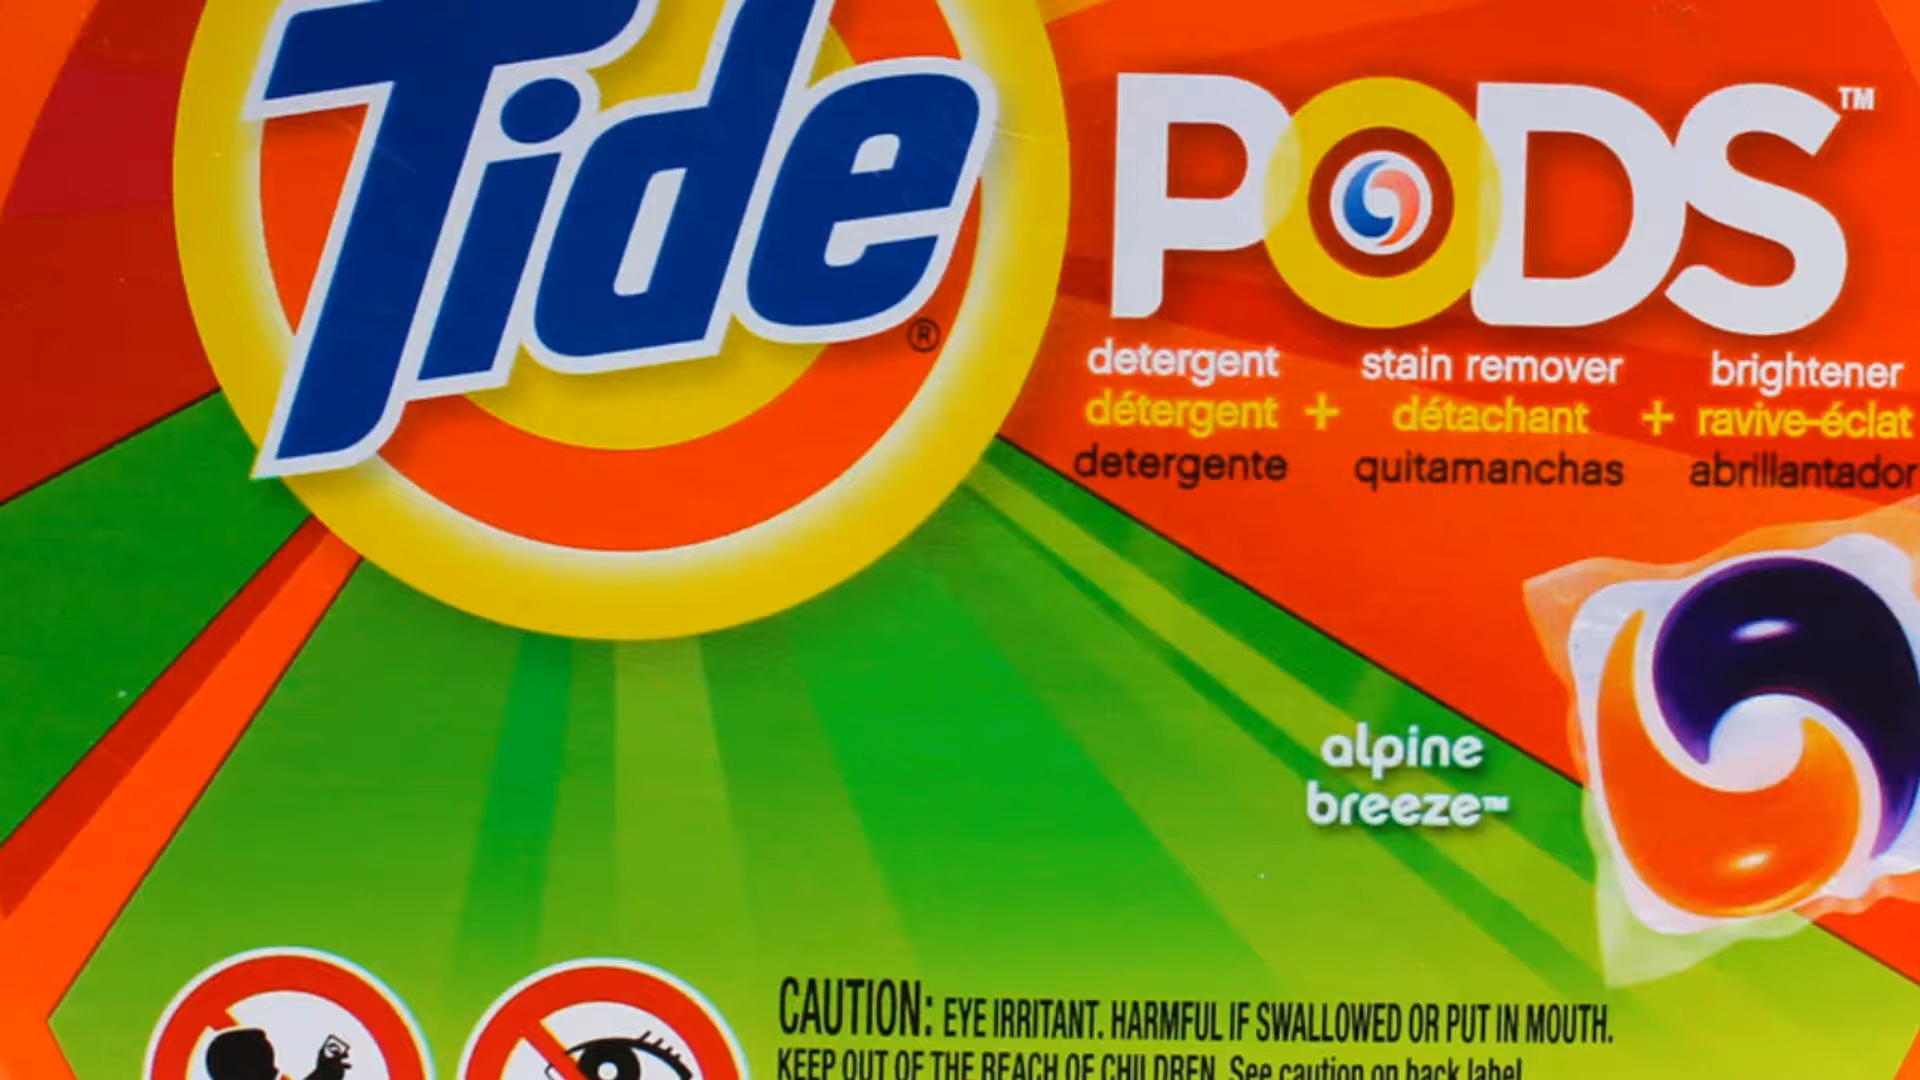 Tide®
PODS™
detergent stain remover brightener
détergent + détachant + ravive-éclat
detergente quitamanchas abrillantador
alpine
breeze™
CAUTION: EYE IRRITANT. HARMFUL IF SWALLOWED OR PUT IN MOUTH.
KEEP OUT OF THE REACH OF CHILDREN. See caution on back label